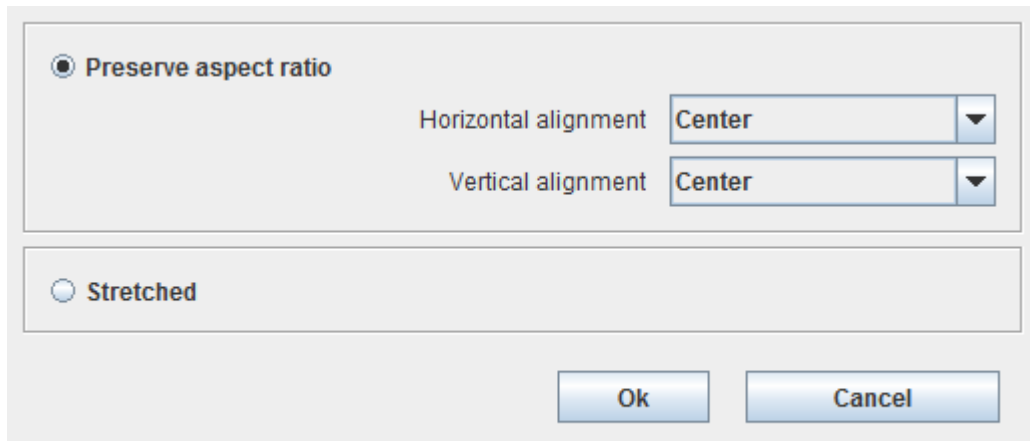 Preserve aspect ratio
Horizontal alignment Center
Vertical alignment Center
Stretched
Ok Cancel